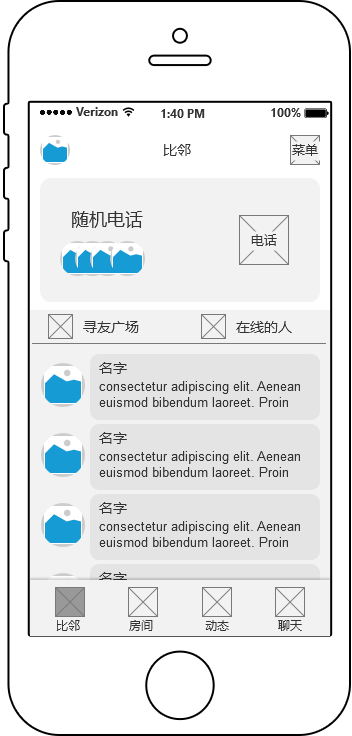 Verizon 1:40 PM 100%
比邻 菜单
随机电话
电话
寻友广场 在线的人
名字
consectetur adipiscing elit. Aenean
euismod bibendum laoreet. Proin
名字
consectetur adipiscing elit. Aenean
euismod bibendum laoreet. Proin
名字
consectetur adipiscing elit. Aenean
euismod bibendum laoreet. Proin
名字
比邻 房间 动态 聊天